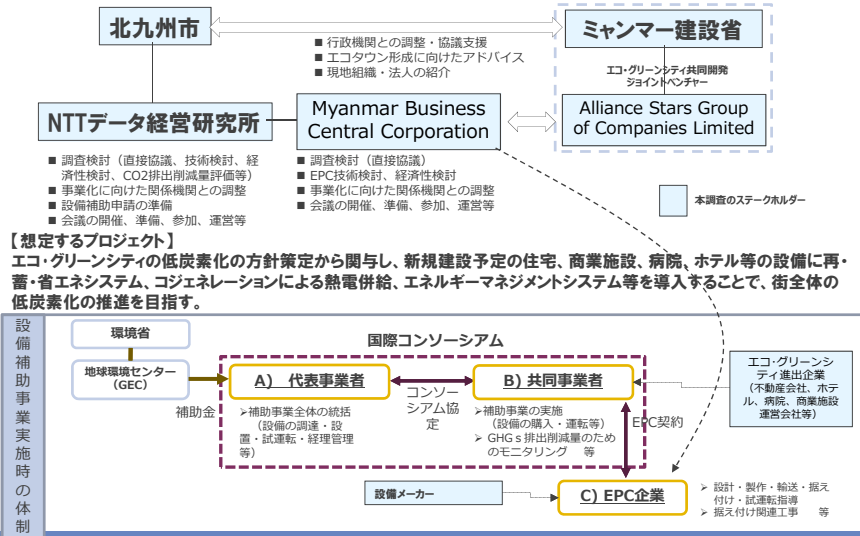 北九州市
ミャンマー建設省
■ 行政機関との調整・協議支援
■ エコタウン形成に向けたアドバイス
■ 現地組織・法人の紹介
エコ・グリーンシティ共同開発
ジョイントベンチャー
NTTデータ経営研究所
Myanmar Business
Central Corporation
Alliance Stars Group
of Companies Limited
■ 調査検討（直接協議、技術検討、経
済性検討、CO2排出削減量評価等）
■ 事業化に向けた関係機関との調整
■ 設備補助申請の準備
■ 会議の開催、準備、参加、運営等
■ 調査検討（直接協議）
■ EPC技術検討、経済性検討
■ 事業化に向けた関係機関との調整
■ 会議の開催、準備、参加、運営等
本調査のステークホルダー
【想定するプロジェクト】
エコ・グリーンシティの低炭素化の方針策定から関与し、新規建設予定の住宅、商業施設、病院、ホテル等の設備に再・
蓄・省エネシステム、コジェネレーションによる熱電併給、エネルギーマネジメントシステム等を導入することで、街全体の
低炭素化の推進を目指す。
設備補助事業実施時の体制
環境省
地球環境センター
（GEC）
補助金
国際コンソーシアム
A) 代表事業者
➢補助事業全体の統括
（設備の調達・設
置・試運転・経理管理
等）
コンソー
シアム協
定
B) 共同事業者
➢補助事業の実施
（設備の購入・運転等）
➢ GHGｓ排出削減量のため
のモニタリング 等
EPC契約
エコ・グリーンシ
ティ進出企業
（不動産会社、ホテ
ル、病院、商業施設
運営会社等）
設備メーカー
C) EPC企業
➢ 設計・製作・輸送・据え
付け・試運転指導
➢ 据え付け関連工事 等